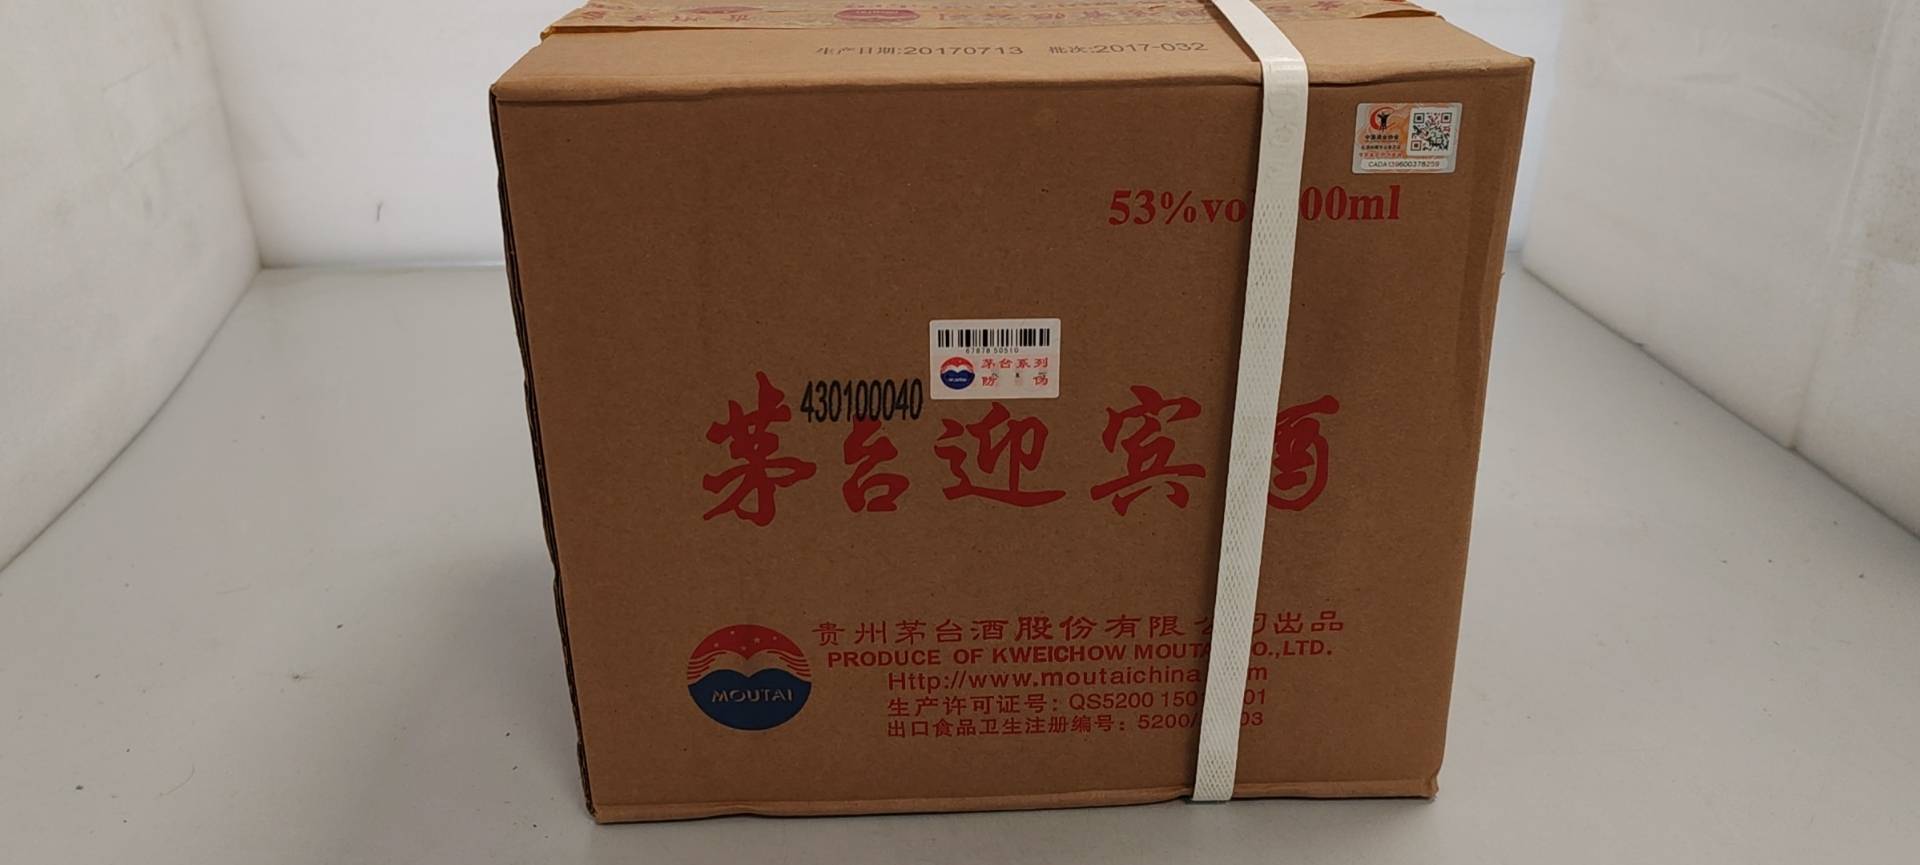 生产日期:20170713 批次:2017-032
CADA139600378259
53%vo 00ml
67878 50510
茅台系列
防 伪
430100040
茅台迎宾酒
贵州茅台酒股份有限公司出品
PRODUCE OF KWEICHOW MOUTA O.,LTD.
Http://www.moutaichina m
生产许可证号: QS5200 150 01
出口食品卫生注册编号: 5200/ 03
MOUTAI